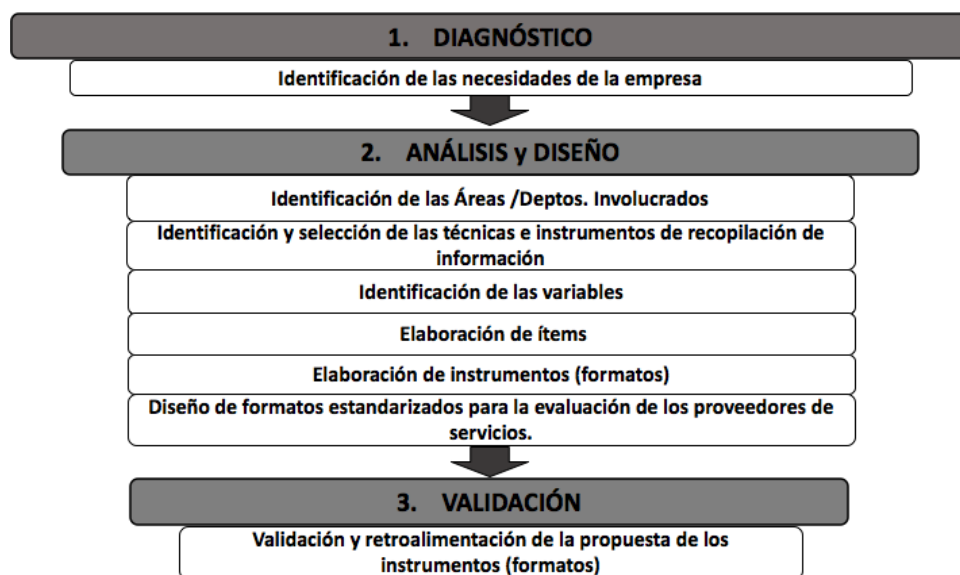 1. DIAGNÓSTICO
Identificación de las necesidades de la empresa
2. ANÁLISIS y DISEÑO
Identificación de las Áreas /Deptos. Involucrados
Identificación y selección de las técnicas e instrumentos de recopilación de
información
Identificación de las variables
Elaboración de ítems
Elaboración de instrumentos (formatos)
Diseño de formatos estandarizados para la evaluación de los proveedores de
servicios.
3. VALIDACIÓN
Validación y retroalimentación de la propuesta de los
instrumentos (formatos)